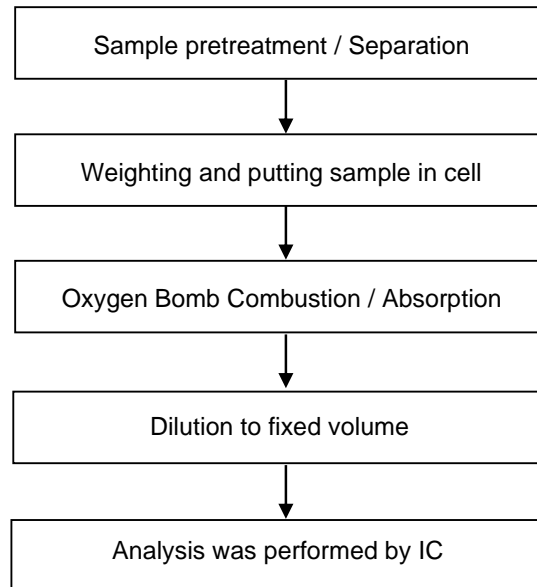 Sample pretreatment / Separation
Weighting and putting sample in cell
Oxygen Bomb Combustion / Absorption
Dilution to fixed volume
Analysis was performed by IC